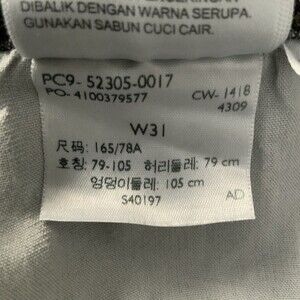 DIBALIK DENGAN WARNA SERUPA.
GUNAKAN SABUN CUCI CAIR.
PC9-52305-0017
PO-4100379577 CW-1418
4309
W31
尺码: 165/78A
호칭: 79-105 허리둘레: 79 cm
엉덩이둘레: 105 cm
S40197 AD